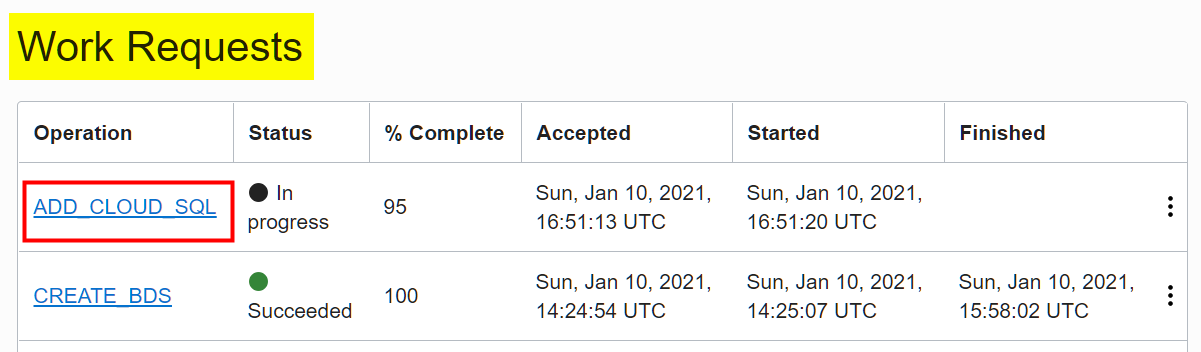 Work Requests
Operation Status % Complete Accepted Started Finished
ADD_CLOUD_SQL In progress 95 Sun, Jan 10, 2021, 16:51:13 UTC Sun, Jan 10, 2021, 16:51:20 UTC
CREATE_BDS Succeeded 100 Sun, Jan 10, 2021, 14:24:54 UTC Sun, Jan 10, 2021, 14:25:07 UTC Sun, Jan 10, 2021, 15:58:02 UTC